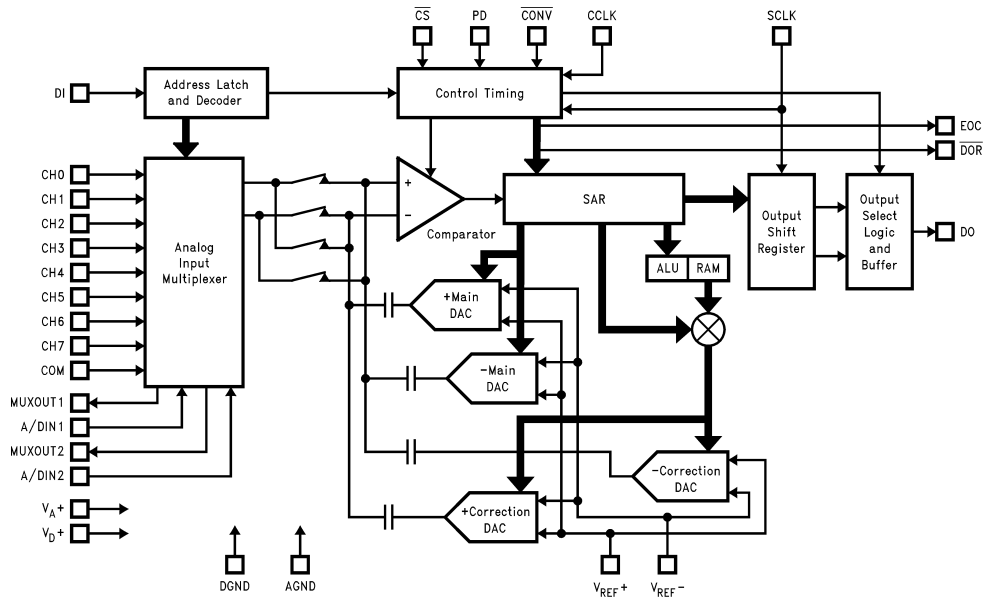 CS PD CONV CCLK SCLK
DI
Address Latch
and Decoder
Control Timing
EOC
DOR
CH0
CH1
CH2
CH3
CH4
CH5
CH6
CH7
COM
MUXOUT1
A/DIN1
MUXOUT2
A/DIN2
VA+
VD+
Analog
Input
Multiplexer
+
−
Comparator
SAR
ALU RAM
Output
Shift
Register
Output
Select
Logic
and
Buffer
DO
+Main
DAC
−Main
DAC
−Correction
DAC
+Correction
DAC
DGND AGND VREF+ VREF−